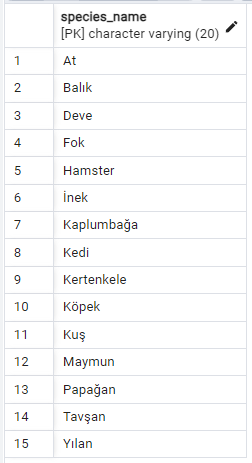 species_name
[PK] character varying (20)
1 At
2 Balık
3 Deve
4 Fok
5 Hamster
6 İnek
7 Kaplumbağa
8 Kedi
9 Kertenkele
10 Köpek
11 Kuş
12 Maymun
13 Papağan
14 Tavşan
15 Yılan